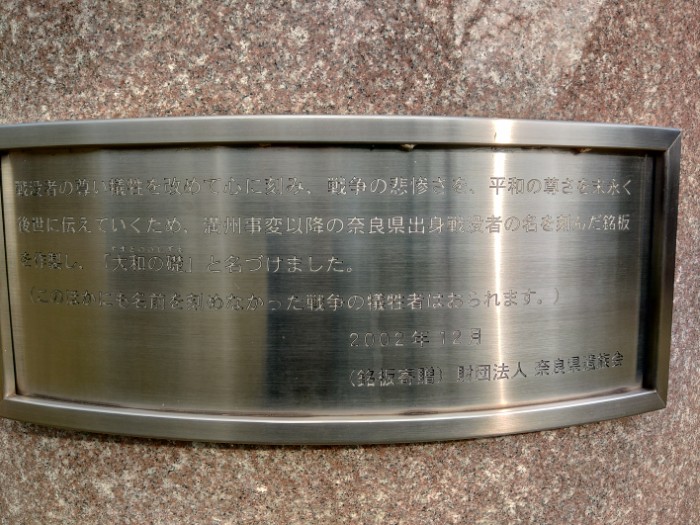 戦没者の尊い犠牲を改めて心に刻み、戦争の悲惨さを、平和の尊さを末永く
後世に伝えていくため、満州事変以降の奈良県出身戦没者の名を刻んだ銘板
を作製し、「大和の礎」と名づけました。
（このほかにも名前を刻めなかった戦争の犠牲者はおられます。）
2002年12月
（銘板寄贈）財団法人 奈良県遺族会